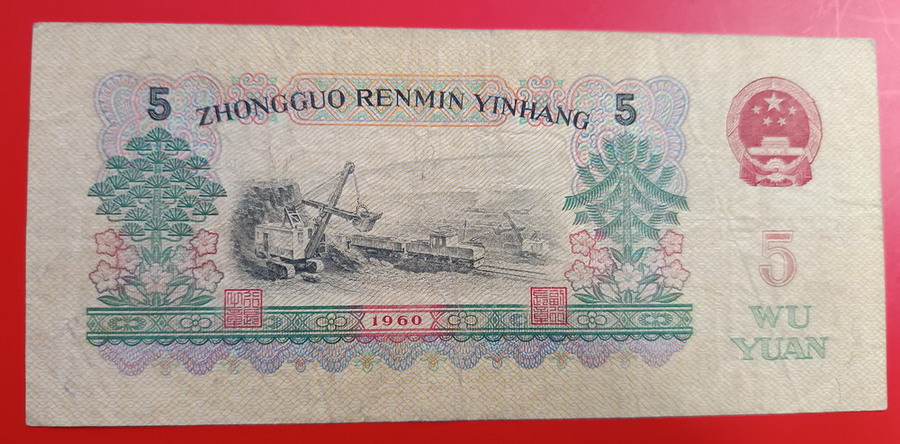 5
ZHONGGUO RENMIN YINHANG
5
1960
5
WU
YUAN